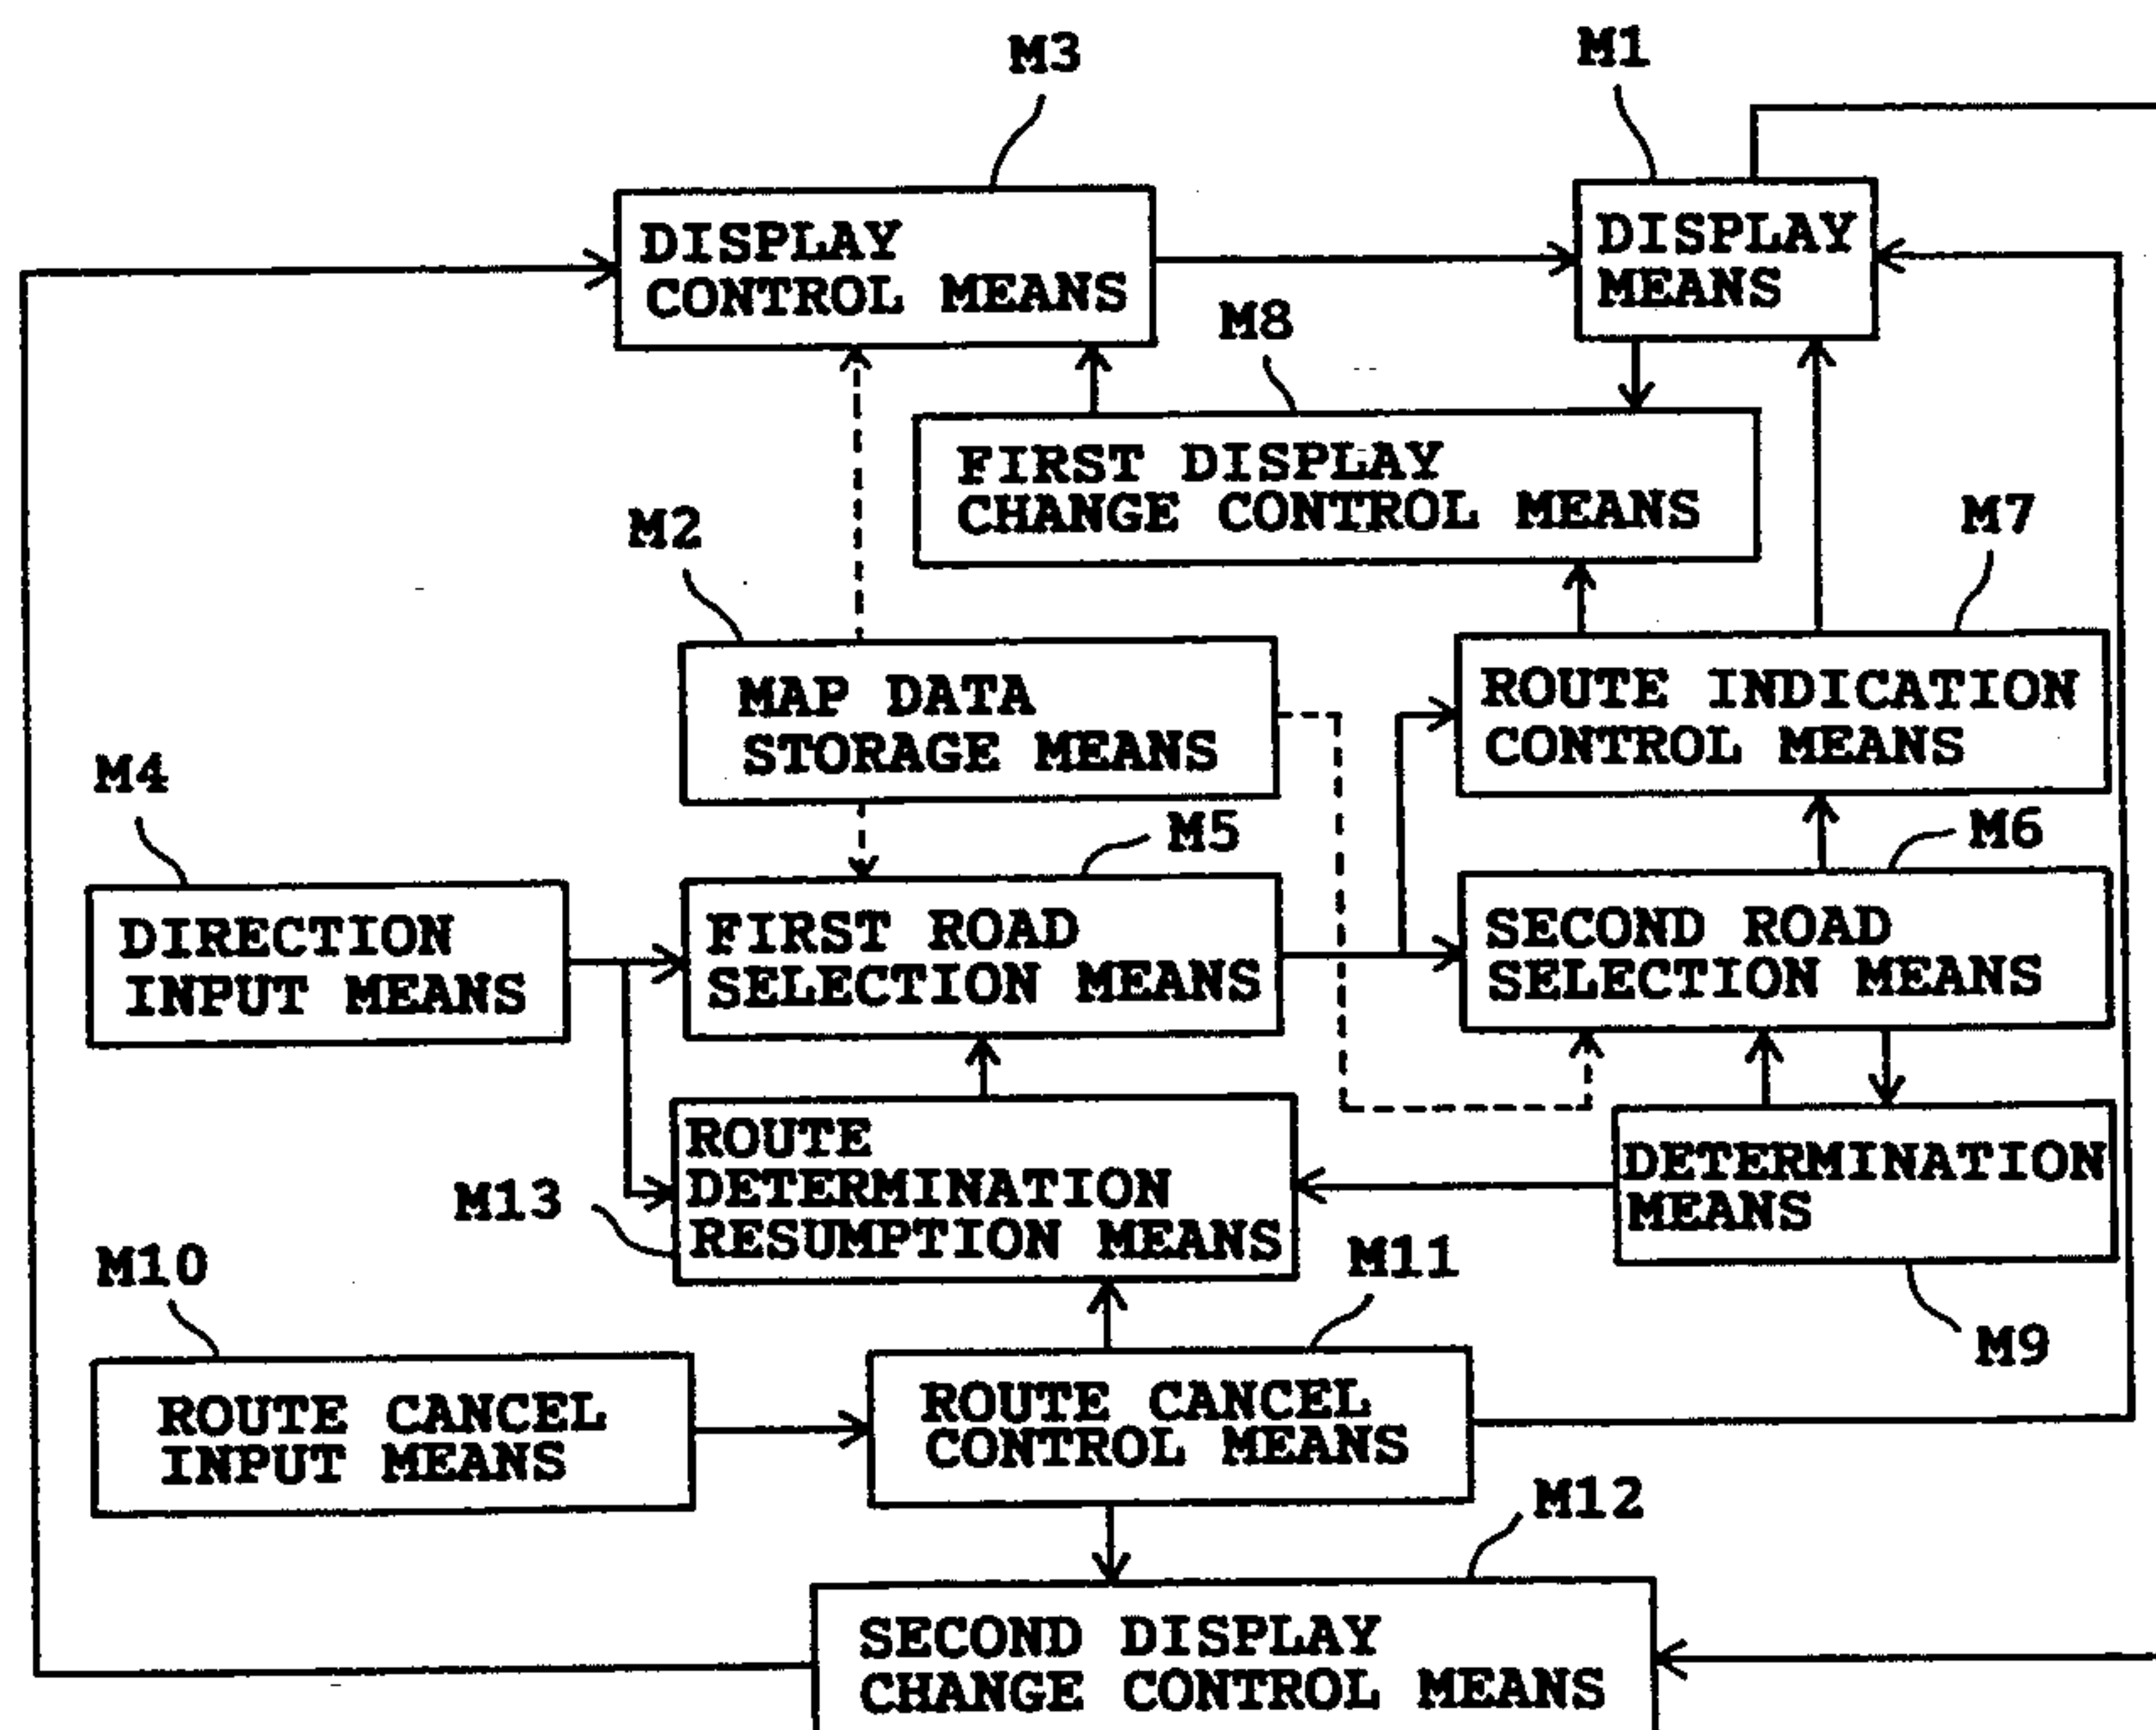 M3
M1
DISPLAY
CONTROL MEANS
DISPLAY
MEANS
M8
FIRST DISPLAY
CHANGE CONTROL MEANS
M2
M7
MAP DATA
STORAGE MEANS
ROUTE INDICATION
CONTROL MEANS
M4
M5
M6
DIRECTION
INPUT MEANS
FIRST ROAD
SELECTION MEANS
SECOND ROAD
SELECTION MEANS
M13
ROUTE
DETERMINATION
RESUMPTION MEANS
DETERMINATION
MEANS
M10
M11
M9
ROUTE CANCEL
INPUT MEANS
ROUTE CANCEL
CONTROL MEANS
M12
SECOND DISPLAY
CHANGE CONTROL MEANS